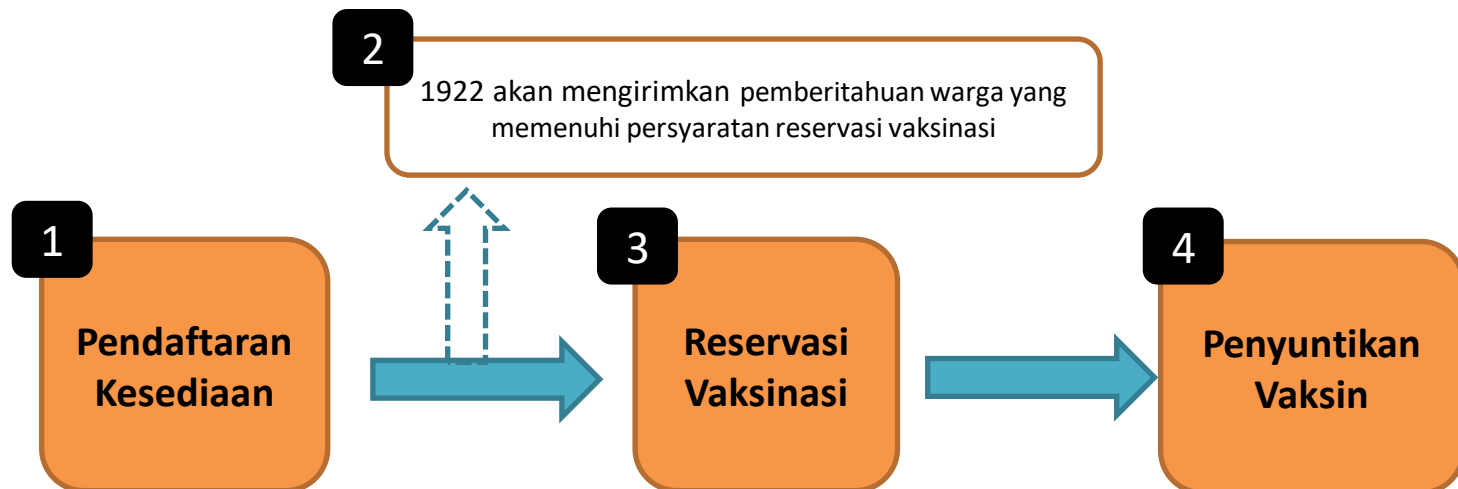 2
1922 akan mengirimkan pemberitahuan warga yang
memenuhi persyaratan reservasi vaksinasi
1
Pendaftaran
Kesediaan
3
Reservasi
Vaksinasi
4
Penyuntikan
Vaksin